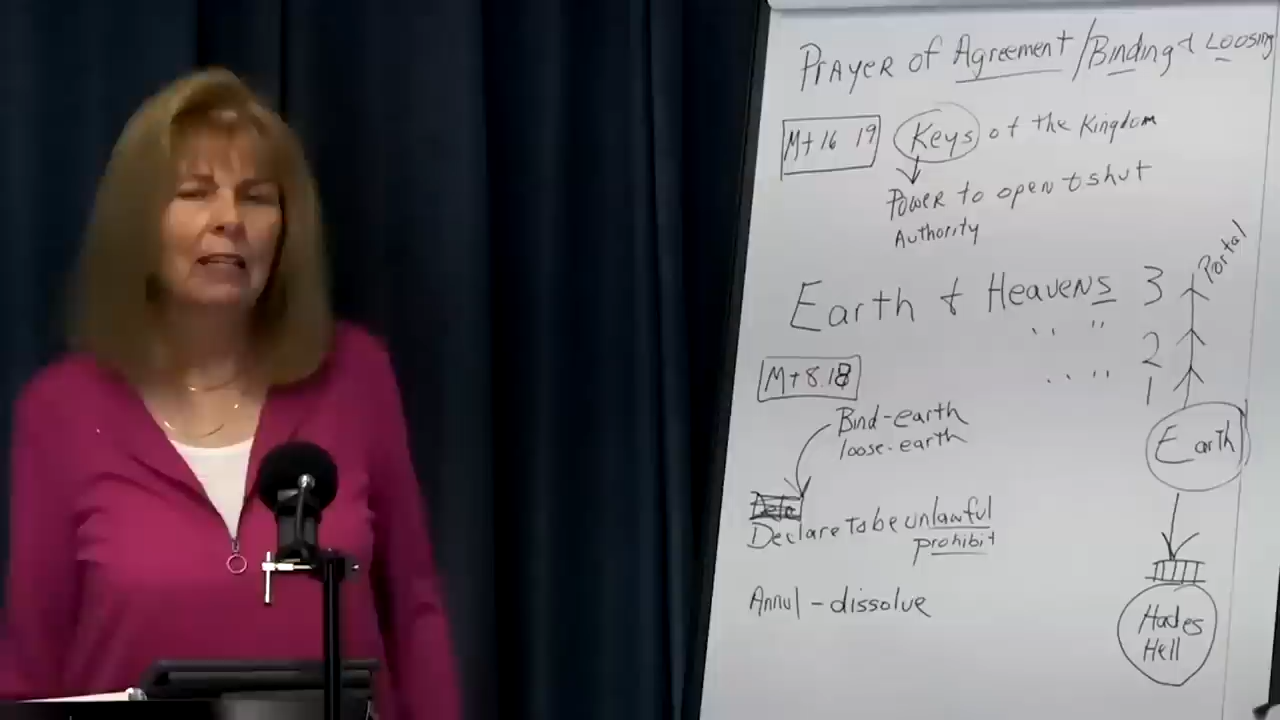 Prayer of Agreement / Binding & Loosing
Mt 16 19 Keys of the Kingdom
Power to open & shut
Authority
Portal
Earth & Heavens 3
" " 2
" " 1
Mt 8.18
Bind-earth
loose-earth
Earth
Declare to be unlawful
prohibit
Annul - dissolve
Hades
Hell